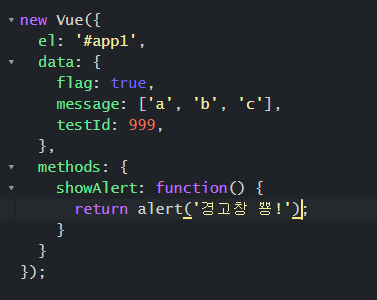 new Vue({
  el: '#app1',
  data: {
    flag: true,
    message: ['a', 'b', 'c'],
    testId: 999,
  },
  methods: {
    showAlert: function() {
      return alert('경고창 뿅!');
    }
  }
});